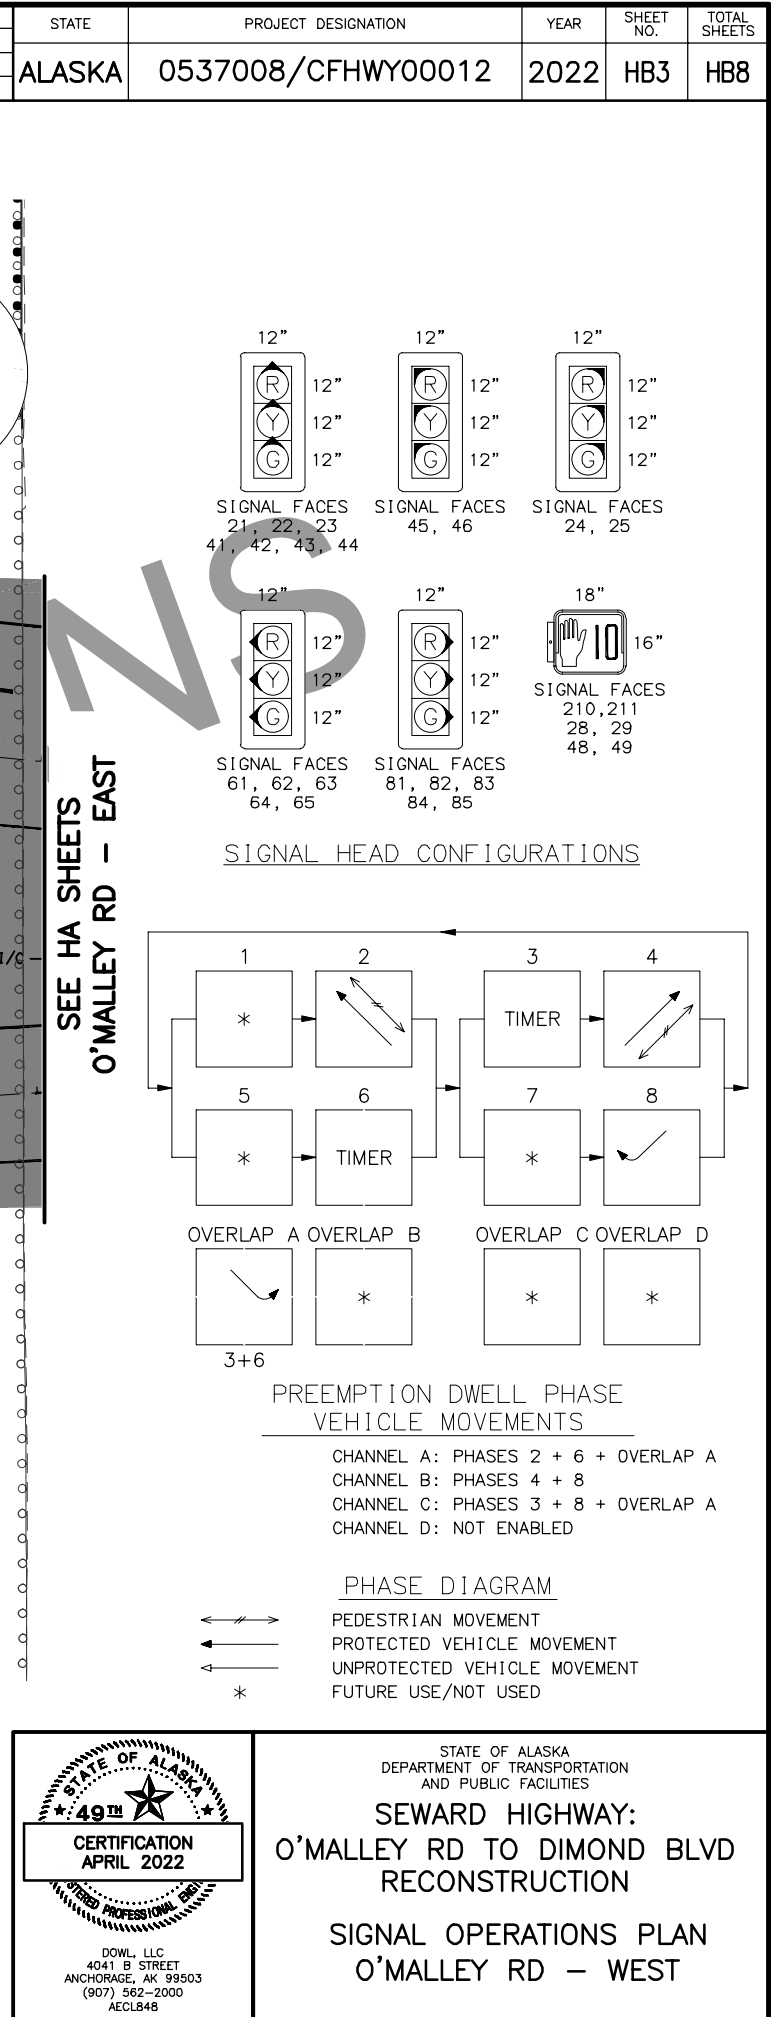 STATE
PROJECT DESIGNATION
YEAR
SHEET NO.
TOTAL SHEETS
ALASKA
0537008/CFHWY00012
2022
HB3
HB8
12" 12" 12"
R 12" R 12" R 12"
Y 12" Y 12" Y 12"
G 12" G 12" G 12"
SIGNAL FACES
21, 22, 23
41, 42, 43, 44
SIGNAL FACES
45, 46
SIGNAL FACES
24, 25
NS
12" 12" 18"
R 12" R 12" 16"
Y 12" Y 12"
G 12" G 12"
SIGNAL FACES
61, 62, 63
64, 65
SIGNAL FACES
81, 82, 83
84, 85
SIGNAL FACES
210,211
28, 29
48, 49
SEE HA SHEETS
O'MALLEY RD – EAST
SIGNAL HEAD CONFIGURATIONS
1 2 3 4
* TIMER
5 6 7 8
* TIMER *
OVERLAP A OVERLAP B OVERLAP C OVERLAP D
* * *
3+6
PREEMPTION DWELL PHASE
VEHICLE MOVEMENTS
CHANNEL A: PHASES 2 + 6 + OVERLAP A
CHANNEL B: PHASES 4 + 8
CHANNEL C: PHASES 3 + 8 + OVERLAP A
CHANNEL D: NOT ENABLED
PHASE DIAGRAM
PEDESTRIAN MOVEMENT
PROTECTED VEHICLE MOVEMENT
UNPROTECTED VEHICLE MOVEMENT
* FUTURE USE/NOT USED
STATE OF ALASKA
49TH
CERTIFICATION
APRIL 2022
PROFESSIONAL
DOWL, LLC
4041 B STREET
ANCHORAGE, AK 99503
(907) 562–2000
AECL848
STATE OF ALASKA
DEPARTMENT OF TRANSPORTATION
AND PUBLIC FACILITIES
SEWARD HIGHWAY:
O'MALLEY RD TO DIMOND BLVD
RECONSTRUCTION
SIGNAL OPERATIONS PLAN
O'MALLEY RD – WEST